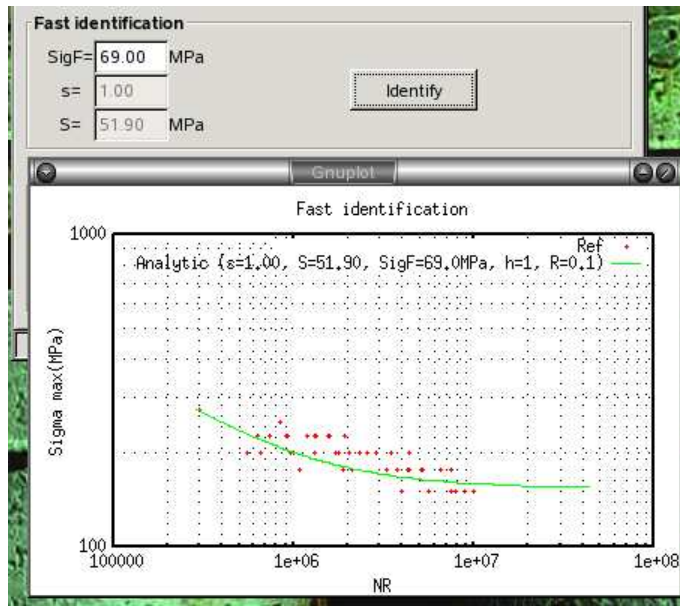 Fast identification
SigF= 69.00 MPa
s= 1.00
Identify
S= 51.90 MPa
Gnuplot
Fast identification
1000
Ref
Analytic (s=1.00, S=51.90, SigF=69.0MPa, h=1, R=0.1)
Sigma max(MPa)
100
100000 1e+06 1e+07 1e+08
NR